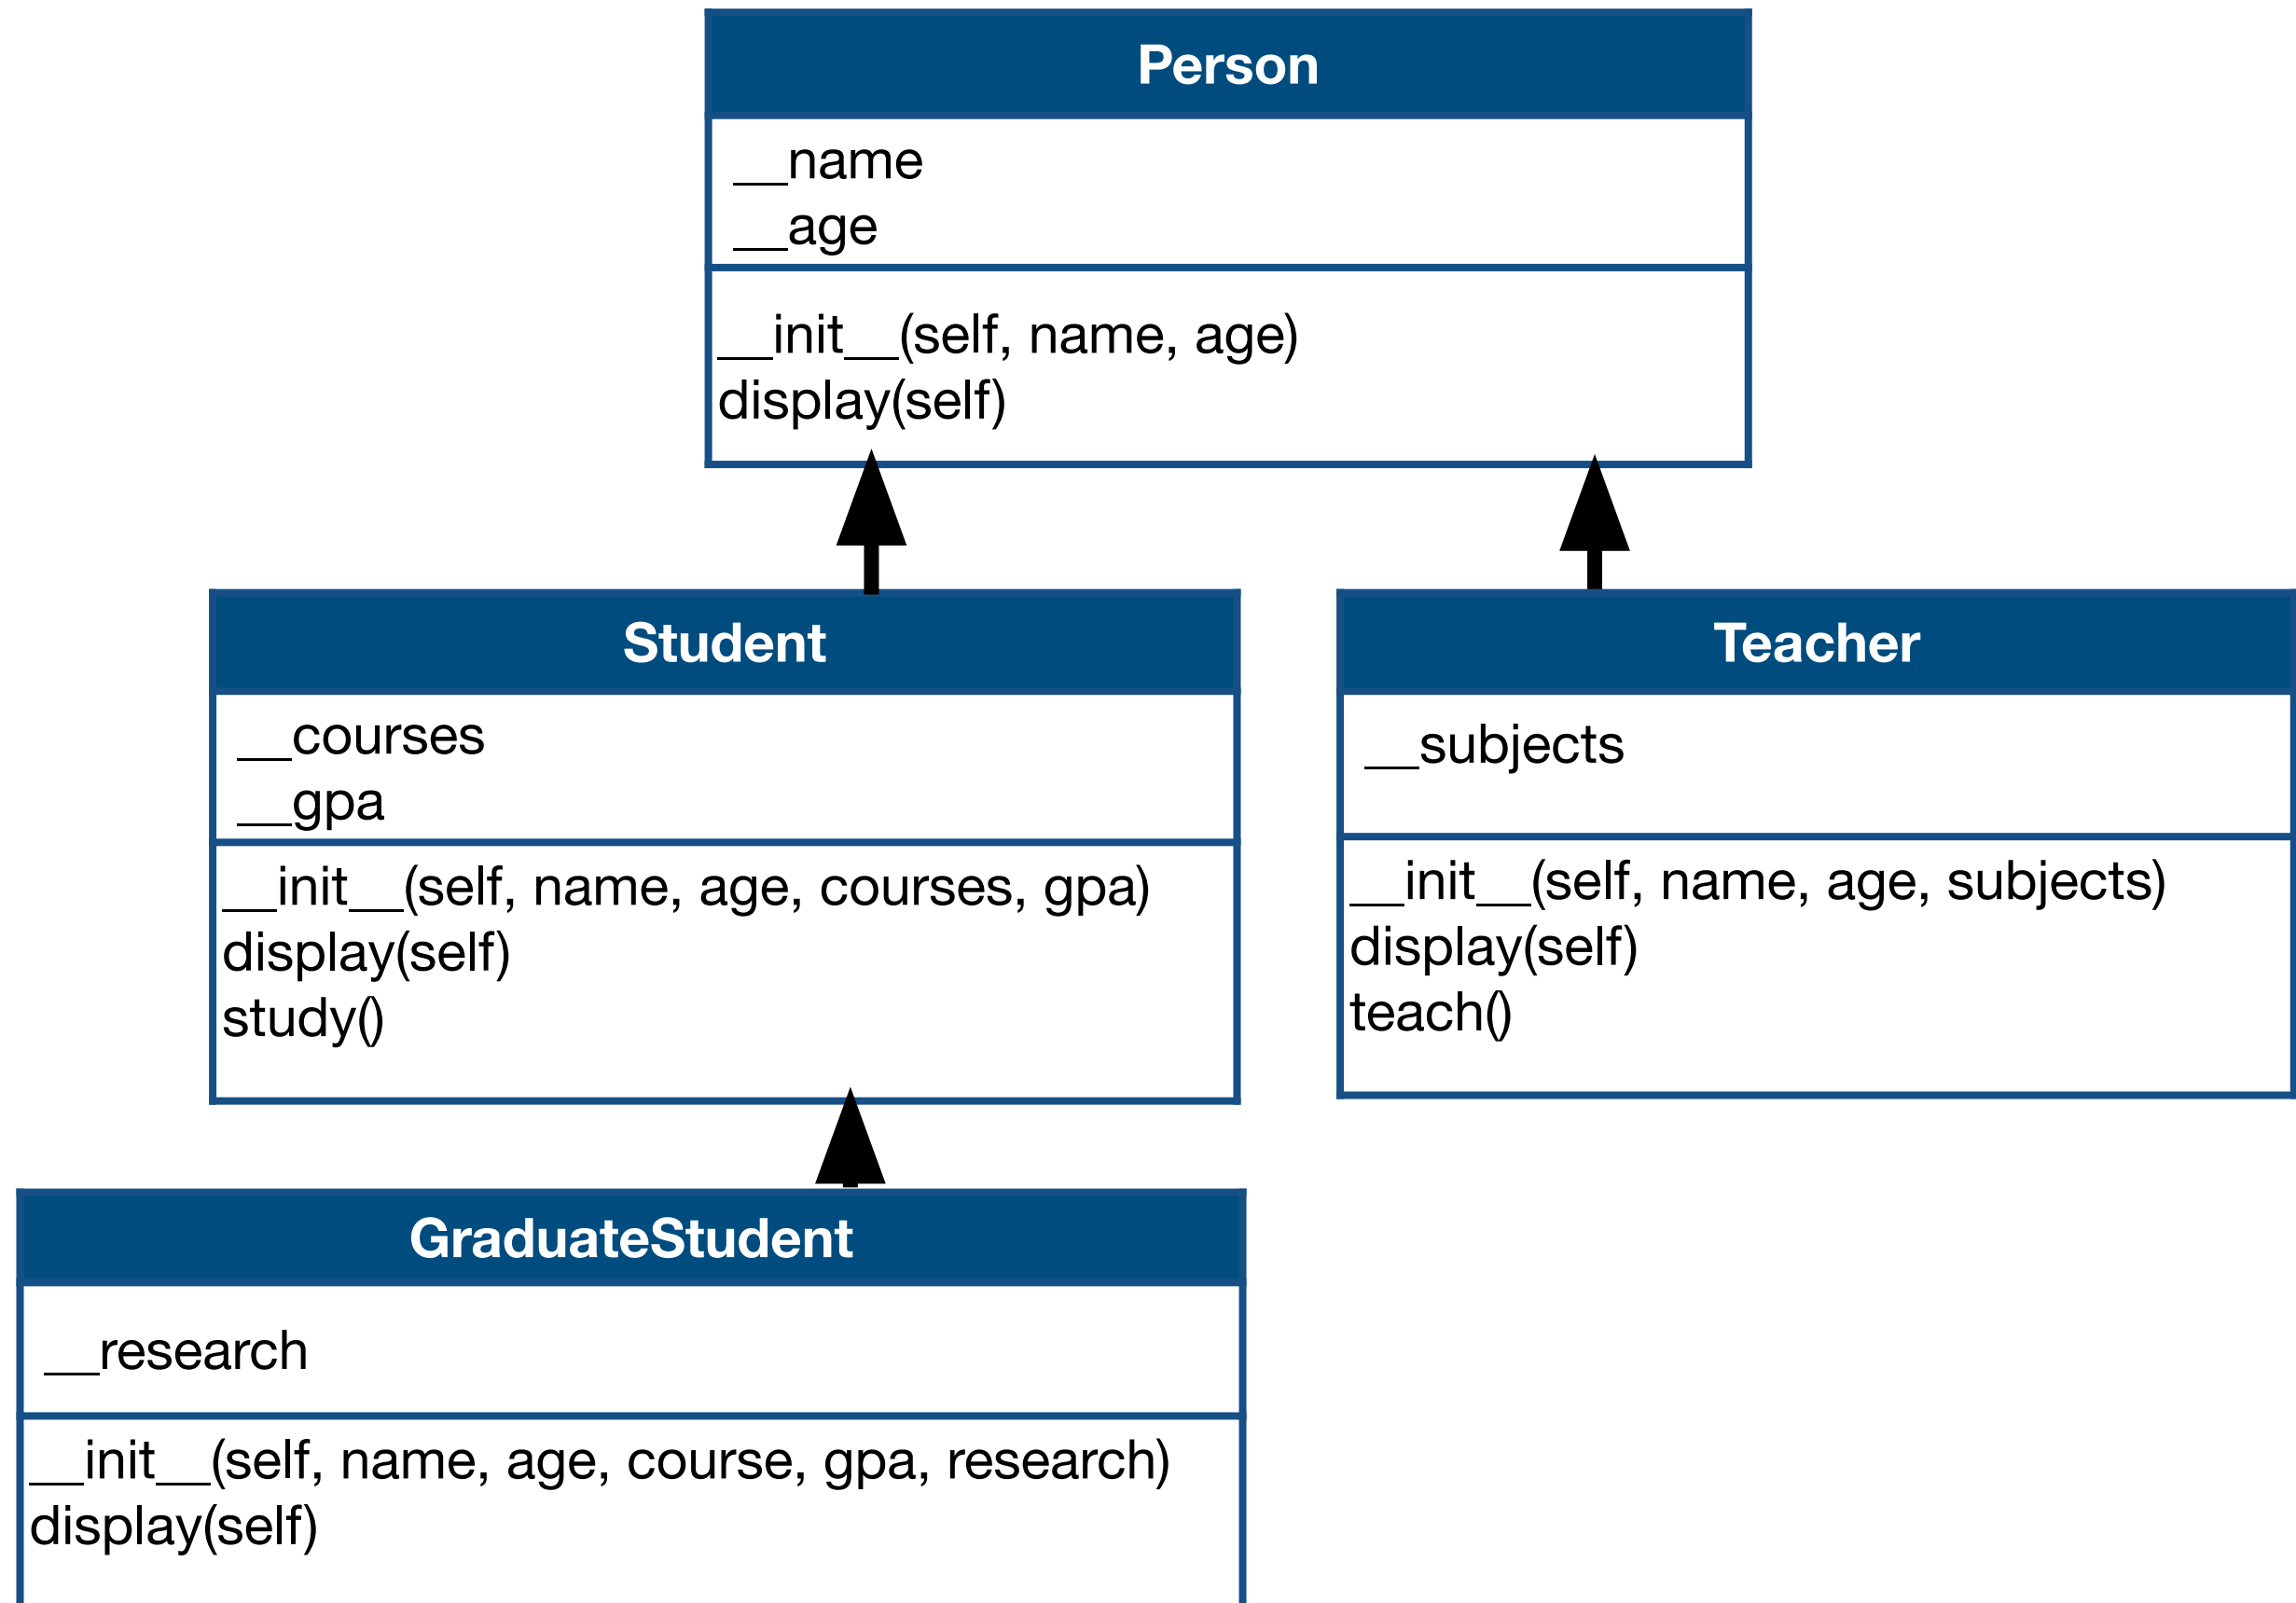 Person
__name
__age
__init__(self, name, age)
display(self)
Student
__courses
__gpa
__init__(self, name, age, courses, gpa)
display(self)
study()
Teacher
__subjects
__init__(self, name, age, subjects)
display(self)
teach()
GraduateStudent
__research
__init__(self, name, age, course, gpa, research)
display(self)